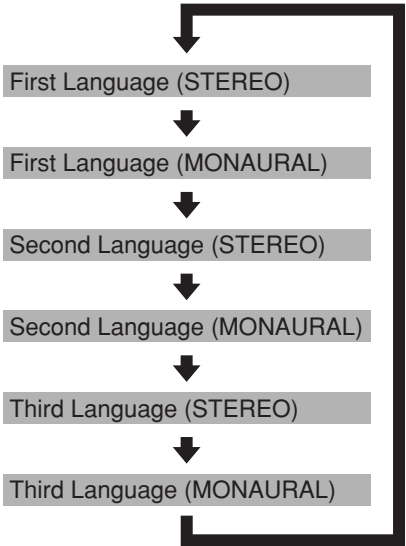 First Language (STEREO)
First Language (MONAURAL)
Second Language (STEREO)
Second Language (MONAURAL)
Third Language (STEREO)
Third Language (MONAURAL)